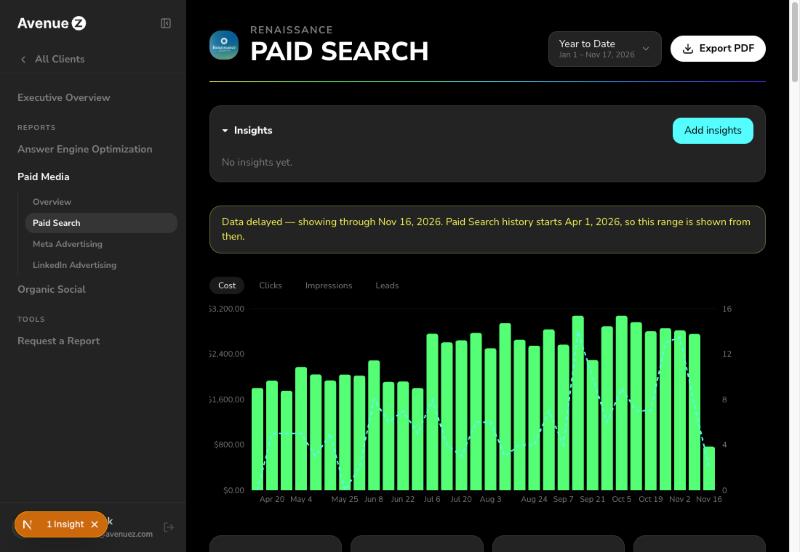 Avenue Z
All Clients
Executive Overview
REPORTS
Answer Engine Optimization
Paid Media
Overview
Paid Search
Meta Advertising
LinkedIn Advertising
Organic Social
TOOLS
Request a Report
N 1 Insight
k
@avenuez.com
RENAISSANCE
PAID SEARCH
Year to Date
Jan 1 – Nov 17, 2026
Export PDF
Insights
Add insights
No insights yet.
Data delayed — showing through Nov 16, 2026. Paid Search history starts Apr 1, 2026, so this range is shown from
then.
Cost Clicks Impressions Leads
$3,200.00 16
$2,400.00 12
$1,600.00 8
$800.00 4
$0.00 0
Apr 20 May 4 May 25 Jun 8 Jun 22 Jul 6 Jul 20 Aug 3 Aug 24 Sep 7 Sep 21 Oct 5 Oct 19 Nov 2 Nov 16